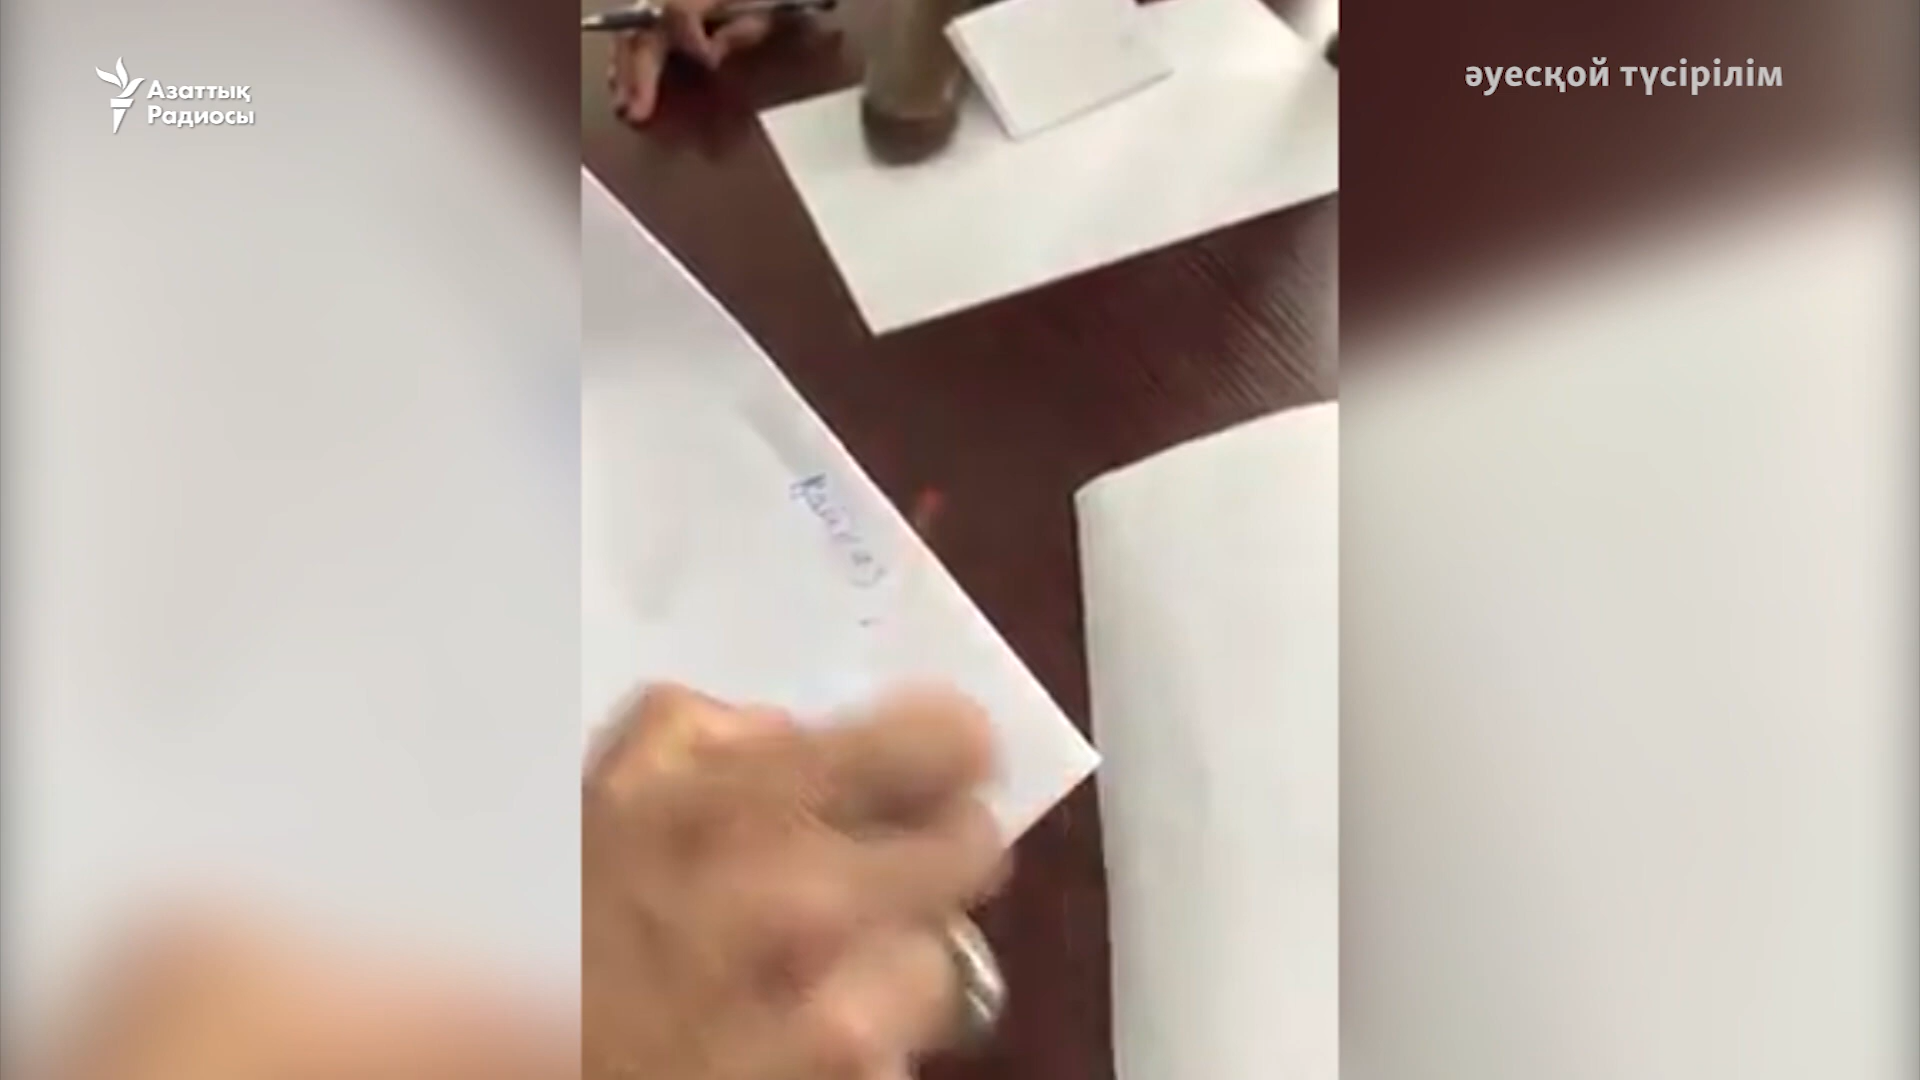 Азаттық
Радиосы
әуесқой түсірілім